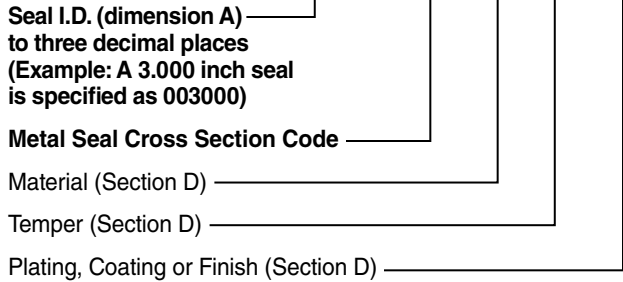 Seal I.D. (dimension A)
to three decimal places
(Example: A 3.000 inch seal
is specified as 003000)
Metal Seal Cross Section Code
Material (Section D)
Temper (Section D)
Plating, Coating or Finish (Section D)